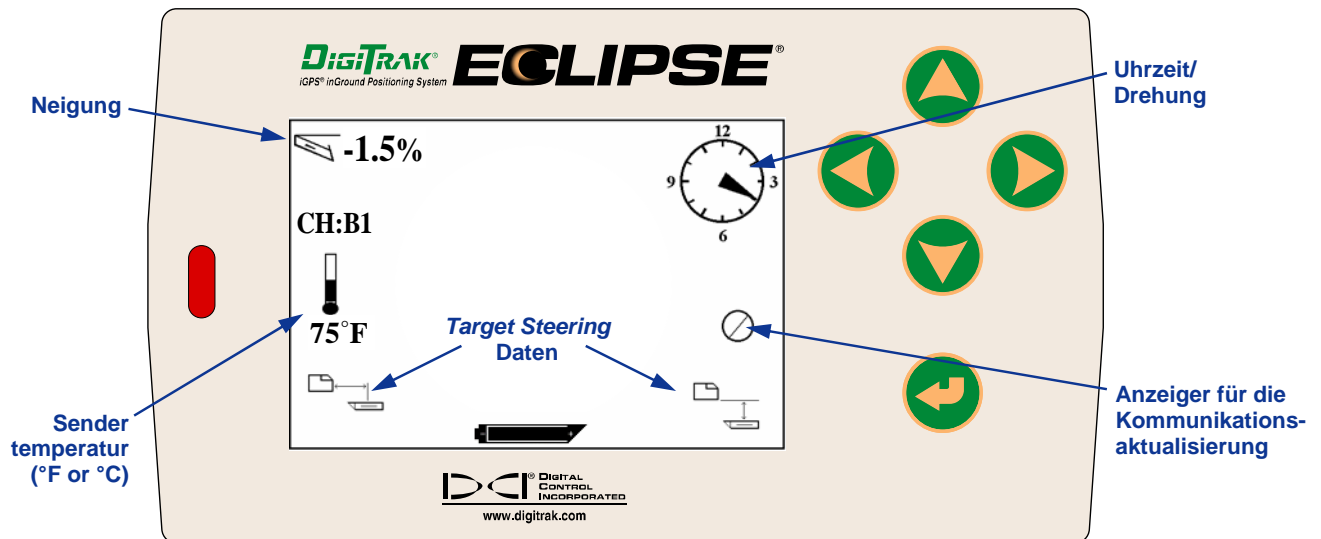 DIGITRAK® ECLIPSE®
iGPS® inGround Positioning System
Neigung
Uhrzeit/
Drehung
-1.5%
12
9
3
6
CH:B1
75°F
Target Steering
Daten
Sender
temperatur
(°F or °C)
Anzeiger für die
Kommunikations-
aktualisierung
- +
DCI® DIGITAL
CONTROL
INCORPORATED
www.digitrak.com